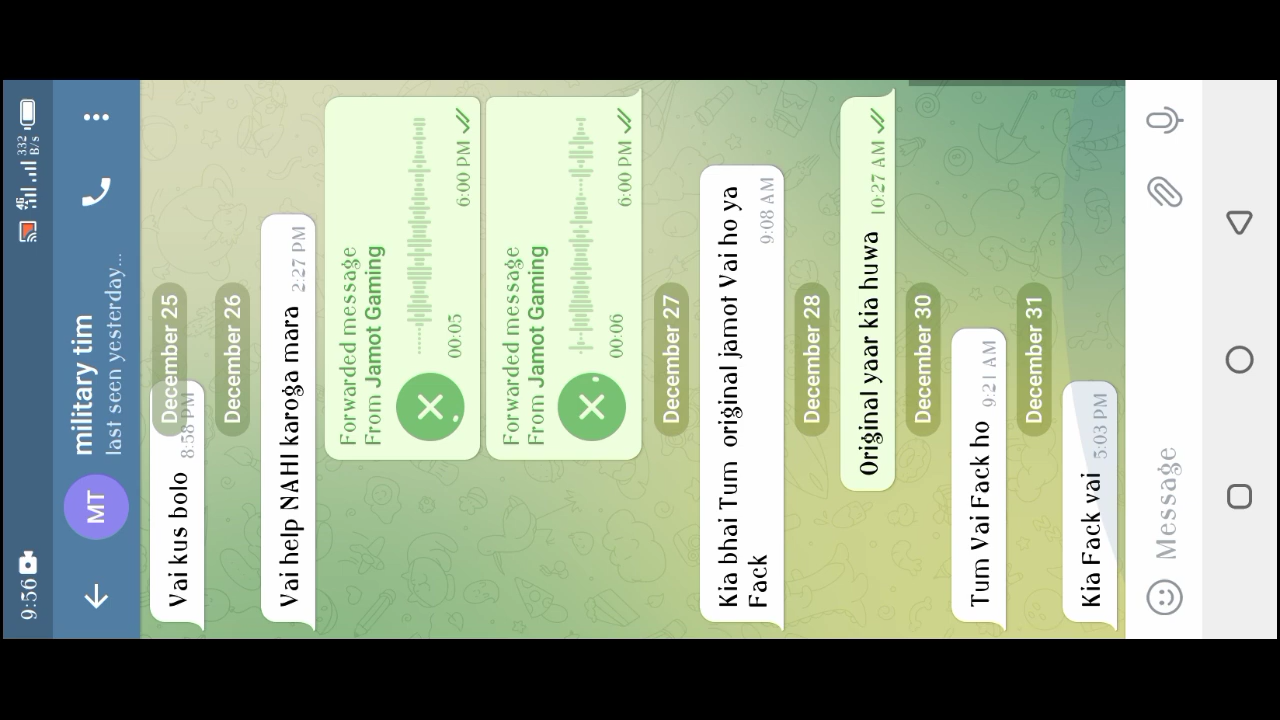 9:56
4G
332
B/s
MT
military tim
last seen yesterday...
December 25
Vai kus bolo 8:58 PM
December 26
Vai help NAHI karoga mara 2:27 PM
Forwarded message
From Jamot Gaming
00:05 6:00 PM
Forwarded message
From Jamot Gaming
00:06 6:00 PM
December 27
Kia bhai Tum original jamot Vai ho ya
Fack 9:08 AM
December 28
Original yaar kia huwa 10:27 AM
December 30
Tum Vai Fack ho 9:21 AM
December 31
Kia Fack vai 5:03 PM
Message